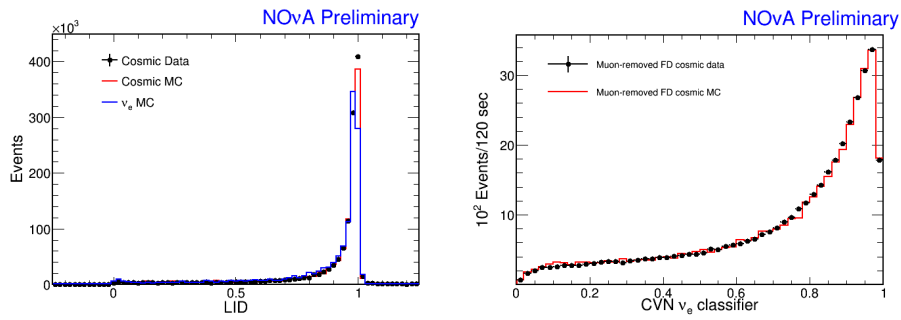 NOνA Preliminary
×10³
Cosmic Data
Cosmic MC
νₑ MC
Events
400
300
200
100
0
0
0.5
1
LID
NOνA Preliminary
Muon-removed FD cosmic data
Muon-removed FD cosmic MC
10² Events/120 sec
30
20
10
0
0.2
0.4
0.6
0.8
1
CVN νₑ classifier